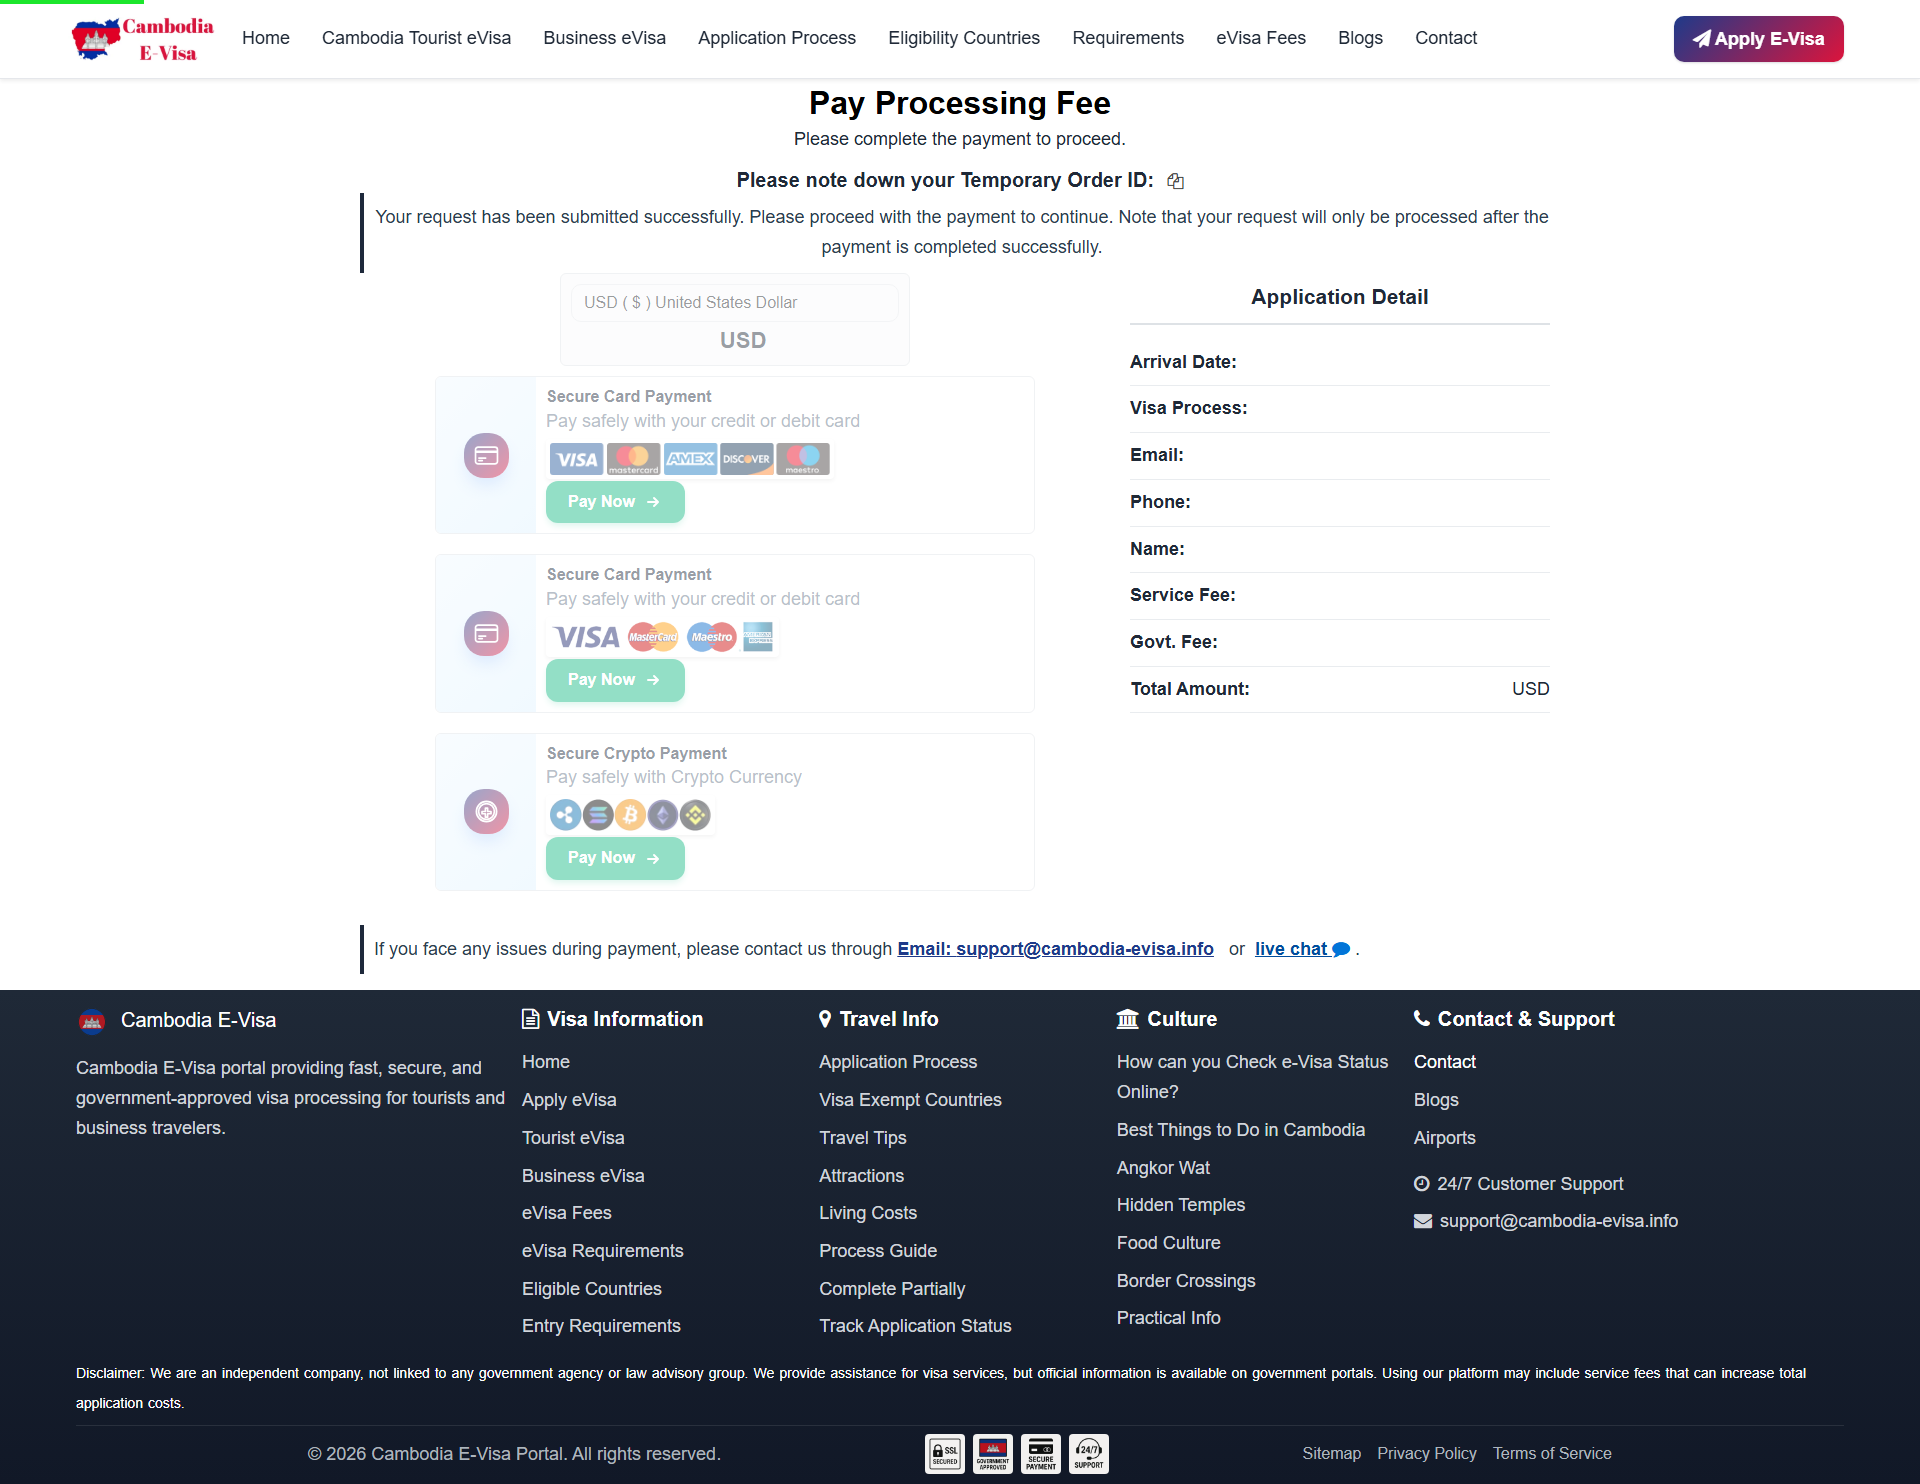 Cambodia
E-Visa
Home
Cambodia Tourist eVisa
Business eVisa
Application Process
Eligibility Countries
Requirements
eVisa Fees
Blogs
Contact
Apply E-Visa
Pay Processing Fee
Please complete the payment to proceed.
Please note down your Temporary Order ID:
Your request has been submitted successfully. Please proceed with the payment to continue. Note that your request will only be processed after the
payment is completed successfully.
USD ( $ ) United States Dollar
USD
Secure Card Payment
Pay safely with your credit or debit card
VISA mastercard AMEX DISCOVER maestro
Pay Now
Secure Card Payment
Pay safely with your credit or debit card
VISA MasterCard Maestro
Pay Now
Secure Crypto Payment
Pay safely with Crypto Currency
Pay Now
Application Detail
Arrival Date:
Visa Process:
Email:
Phone:
Name:
Service Fee:
Govt. Fee:
Total Amount: USD
If you face any issues during payment, please contact us through Email: support@cambodia-evisa.info or live chat .
Cambodia E-Visa
Cambodia E-Visa portal providing fast, secure, and
government-approved visa processing for tourists and
business travelers.
Visa Information
Home
Apply eVisa
Tourist eVisa
Business eVisa
eVisa Fees
eVisa Requirements
Eligible Countries
Entry Requirements
Travel Info
Application Process
Visa Exempt Countries
Travel Tips
Attractions
Living Costs
Process Guide
Complete Partially
Track Application Status
Culture
How can you Check e-Visa Status
Online?
Best Things to Do in Cambodia
Angkor Wat
Hidden Temples
Food Culture
Border Crossings
Practical Info
Contact & Support
Contact
Blogs
Airports
24/7 Customer Support
support@cambodia-evisa.info
Disclaimer: We are an independent company, not linked to any government agency or law advisory group. We provide assistance for visa services, but official information is available on government portals. Using our platform may include service fees that can increase total
application costs.
© 2026 Cambodia E-Visa Portal. All rights reserved.
SSL
SECURED
GOVERNMENT
APPROVED
SECURE
PAYMENT
24/7
SUPPORT
Sitemap
Privacy Policy
Terms of Service